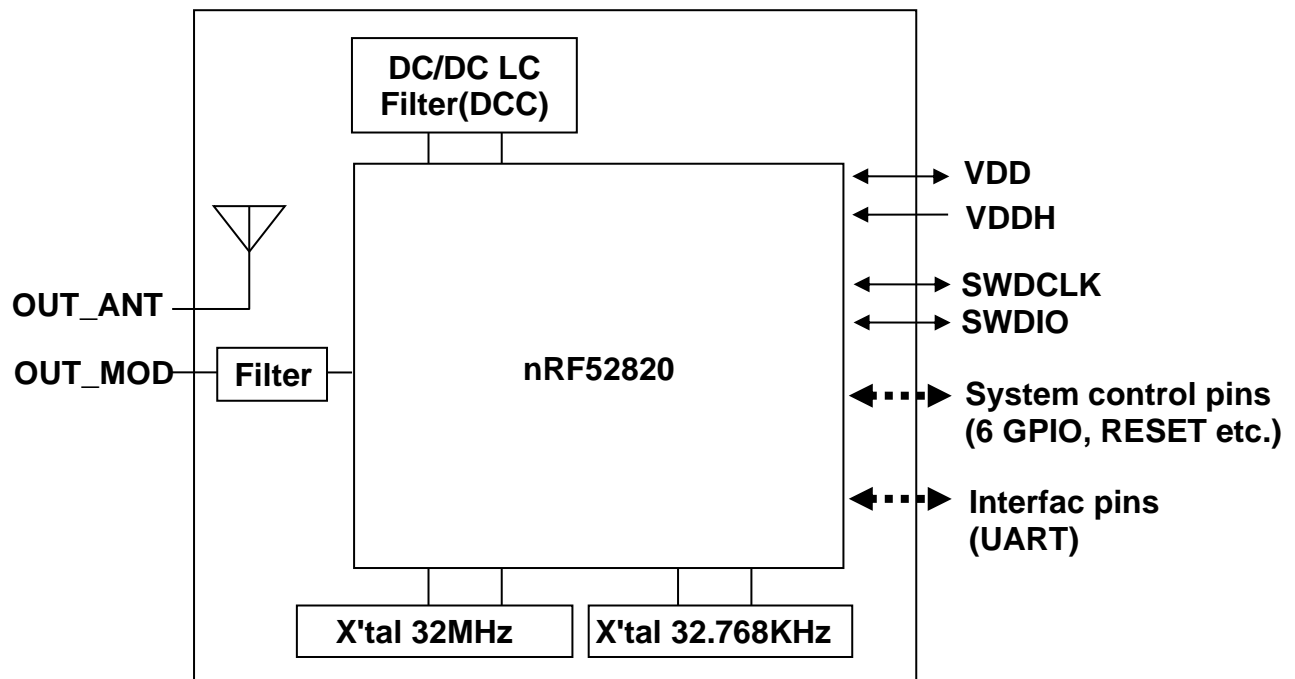 DC/DC LC
Filter(DCC)
VDD
VDDH
OUT_ANT
SWDCLK
SWDIO
OUT_MOD
Filter
nRF52820
System control pins
(6 GPIO, RESET etc.)
Interfac pins
(UART)
X'tal 32MHz
X'tal 32.768KHz